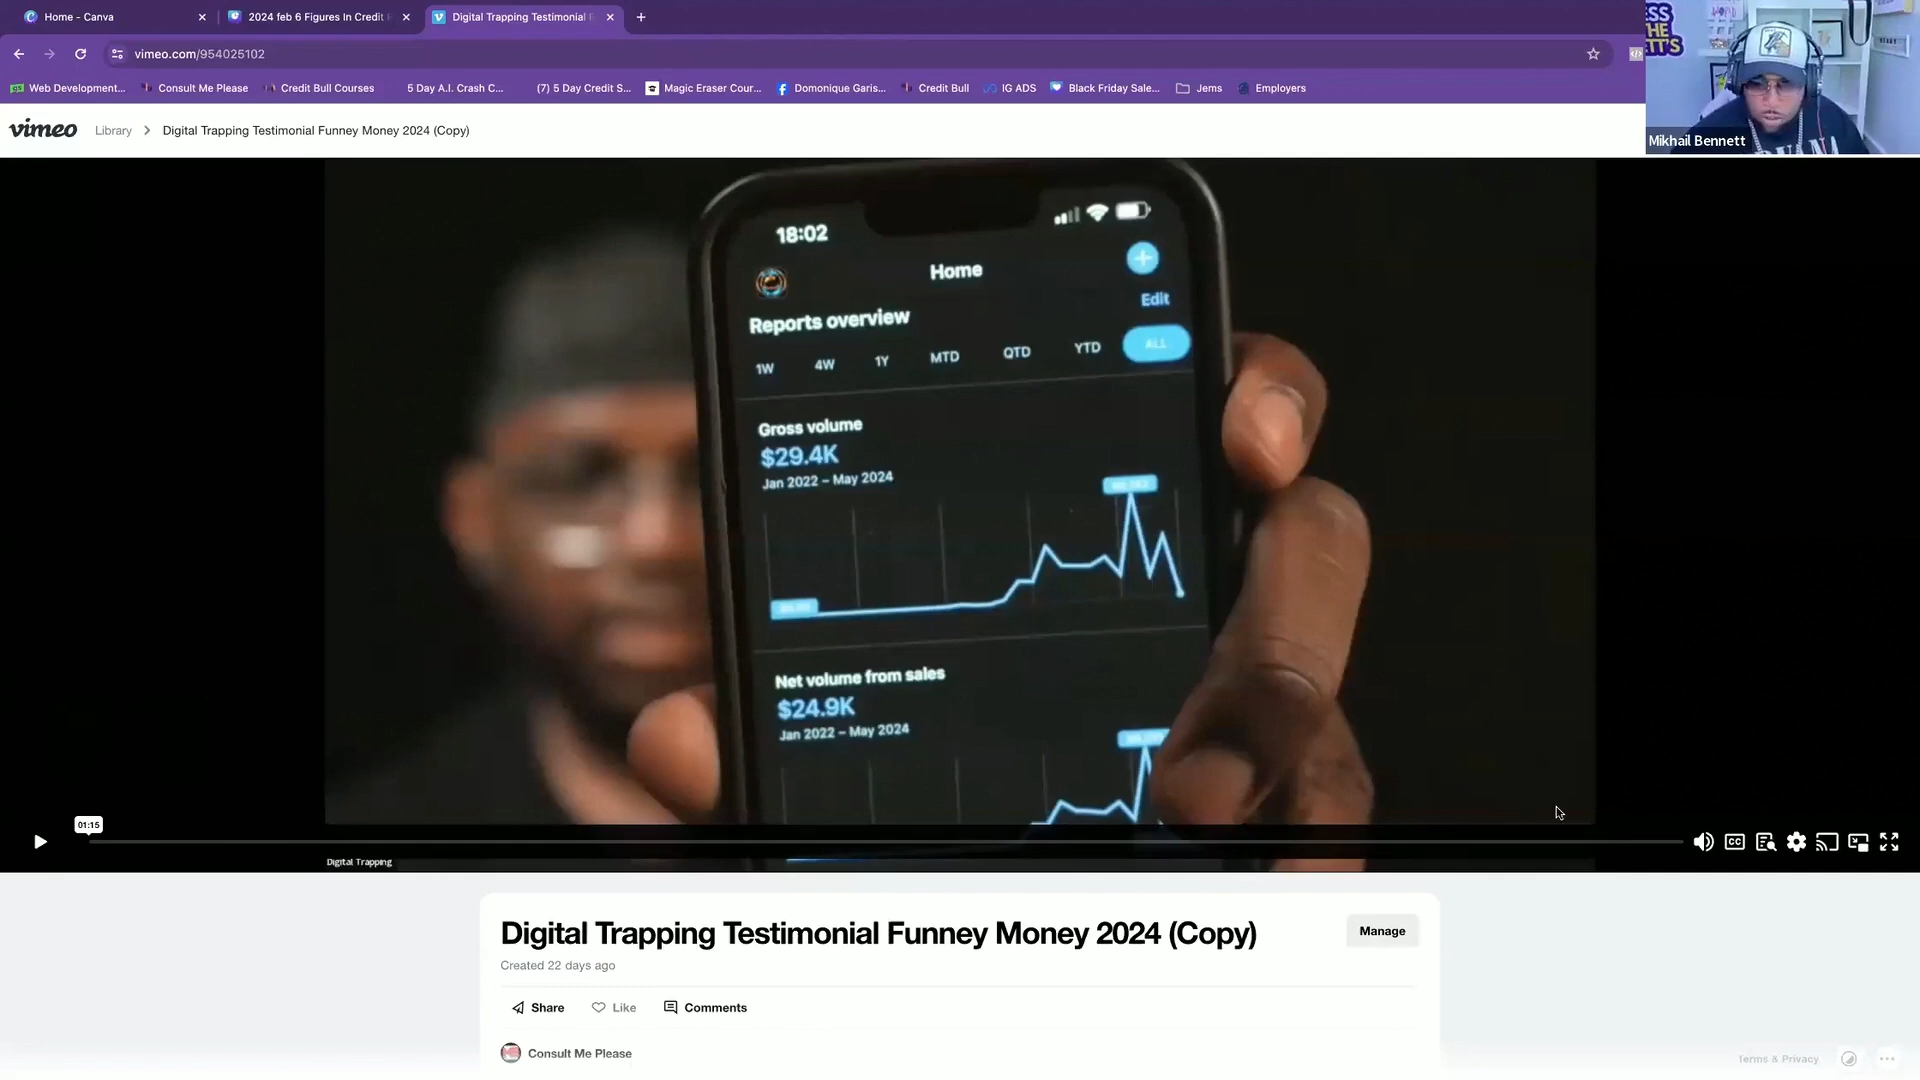 Home - Canva
2024 feb 6 Figures In Credit
Digital Trapping Testimonial
vimeo.com/954025102
Web Development...
Consult Me Please
Credit Bull Courses
5 Day A.I. Crash C...
(7) 5 Day Credit S...
Magic Eraser Cour...
Domonique Garis...
Credit Bull
IG ADS
Black Friday Sale...
Jems
Employers
Mikhail Bennett
vimeo
Library
Digital Trapping Testimonial Funney Money 2024 (Copy)
18:02
Home
Edit
Reports overview
1W 4W 1Y MTD QTD YTD ALL
Gross volume
$29.4K
Jan 2022 – May 2024
Net volume from sales
$24.9K
Jan 2022 – May 2024
01:15
CC
Digital Trapping
Digital Trapping Testimonial Funney Money 2024 (Copy)
Manage
Created 22 days ago
Share
Like
Comments
Consult Me Please
Terms & Privacy